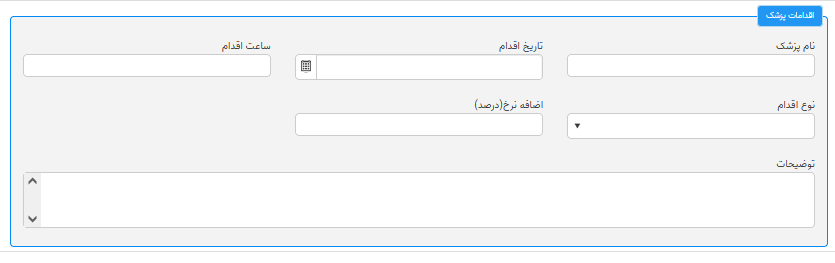 اقدامات پزشک
نام پزشک
تاریخ اقدام
ساعت اقدام
نوع اقدام
اضافه نرخ(درصد)
توضیحات